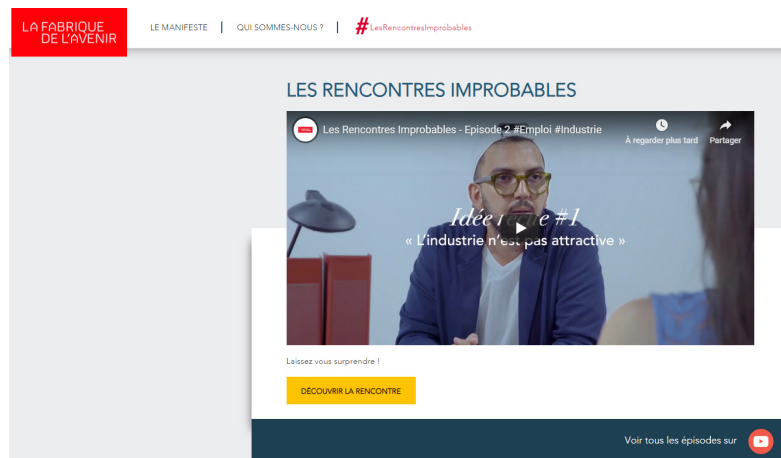 LA FABRIQUE
DE L'AVENIR
LE MANIFESTE
QUI SOMMES-NOUS ?
#LesRencontresImprobables
LES RENCONTRES IMPROBABLES
Les Rencontres Improbables - Episode 2 #Emploi #Industrie
À regarder plus tard
Partager
Idée #1
« L'industrie n'est pas attractive »
Laissez vous surprendre !
DÉCOUVRIR LA RENCONTRE
Voir tous les épisodes sur